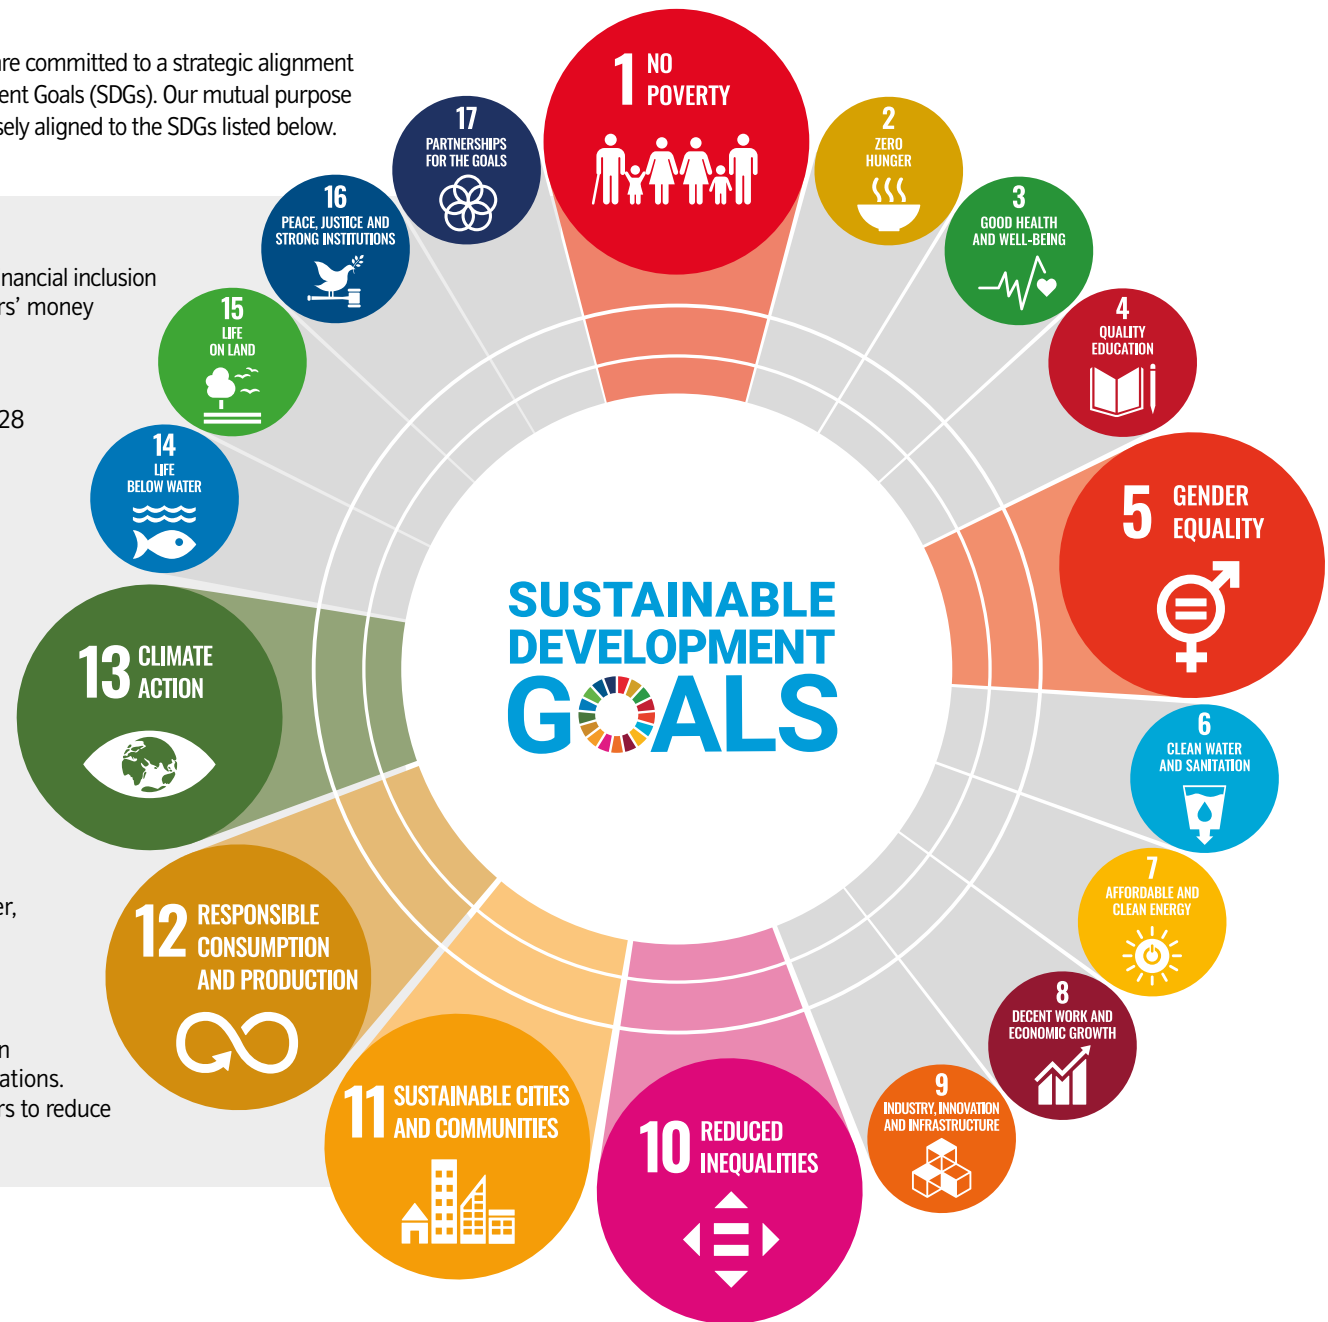 are committed to a strategic alignment
ent Goals (SDGs). Our mutual purpose
sely aligned to the SDGs listed below.
inancial inclusion
rs’ money
28
er,
n
ations.
rs to reduce
1 NO
POVERTY
2
ZERO
HUNGER
3
GOOD HEALTH
AND WELL-BEING
4
QUALITY
EDUCATION
5 GENDER
EQUALITY
6
CLEAN WATER
AND SANITATION
7
AFFORDABLE AND
CLEAN ENERGY
8
DECENT WORK AND
ECONOMIC GROWTH
9
INDUSTRY, INNOVATION
AND INFRASTRUCTURE
10 REDUCED
INEQUALITIES
11 SUSTAINABLE CITIES
AND COMMUNITIES
12 RESPONSIBLE
CONSUMPTION
AND PRODUCTION
13 CLIMATE
ACTION
14
LIFE
BELOW WATER
15
LIFE
ON LAND
16
PEACE, JUSTICE AND
STRONG INSTITUTIONS
17
PARTNERSHIPS
FOR THE GOALS
SUSTAINABLE
DEVELOPMENT
GOALS